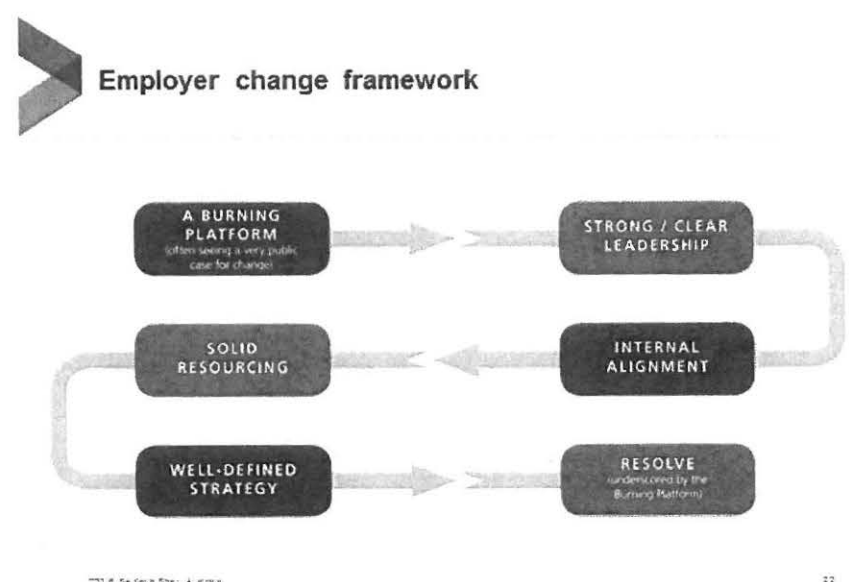 Employer change framework
A BURNING
PLATFORM
(often seeing a very public
case for change)
STRONG / CLEAR
LEADERSHIP
INTERNAL
ALIGNMENT
SOLID
RESOURCING
WELL-DEFINED
STRATEGY
RESOLVE
(underscored by the
Burning Platform)
22